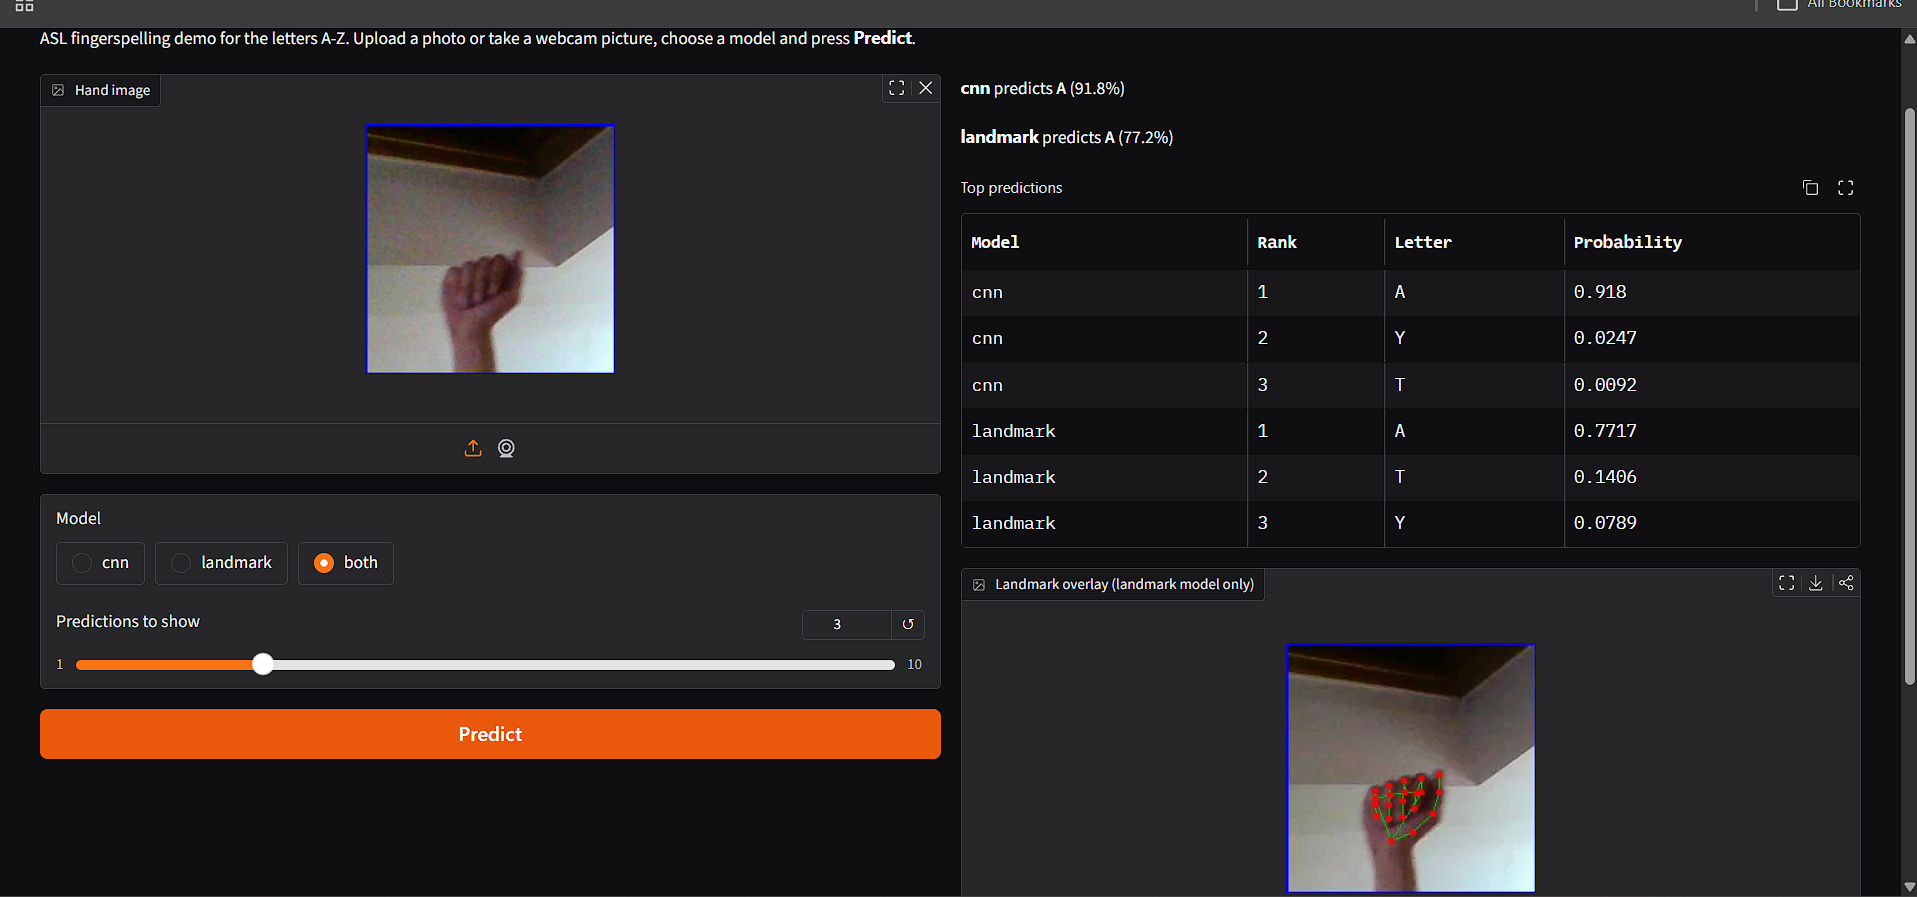 All Bookmarks
ASL fingerspelling demo for the letters A-Z. Upload a photo or take a webcam picture, choose a model and press Predict.
Hand image
cnn predicts A (91.8%)
landmark predicts A (77.2%)
Top predictions
Model Rank Letter Probability
cnn 1 A 0.918
cnn 2 Y 0.0247
cnn 3 T 0.0092
landmark 1 A 0.7717
landmark 2 T 0.1406
landmark 3 Y 0.0789
Model
cnn landmark both
Predictions to show 3
1 10
Predict
Landmark overlay (landmark model only)